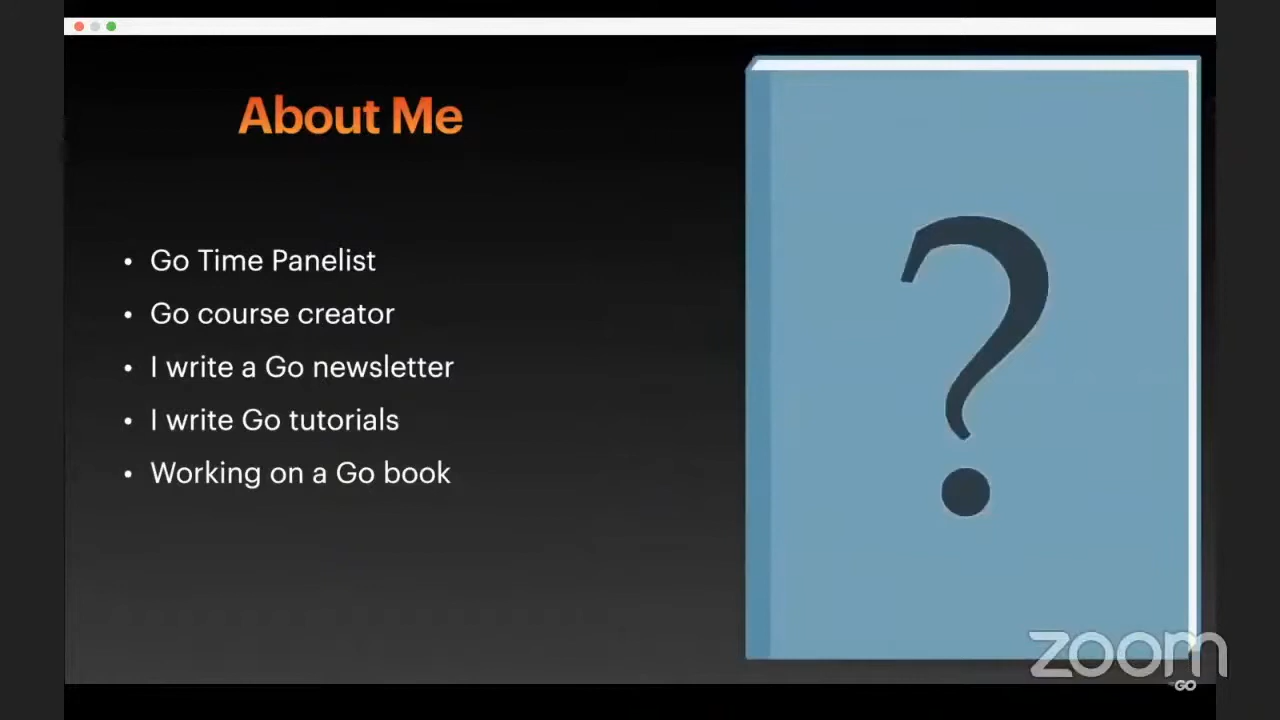 About Me
• Go Time Panelist
• Go course creator
• I write a Go newsletter
• I write Go tutorials
• Working on a Go book
?
zoom
GO